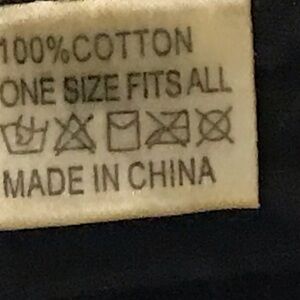 100% COTTON
ONE SIZE FITS ALL
MADE IN CHINA